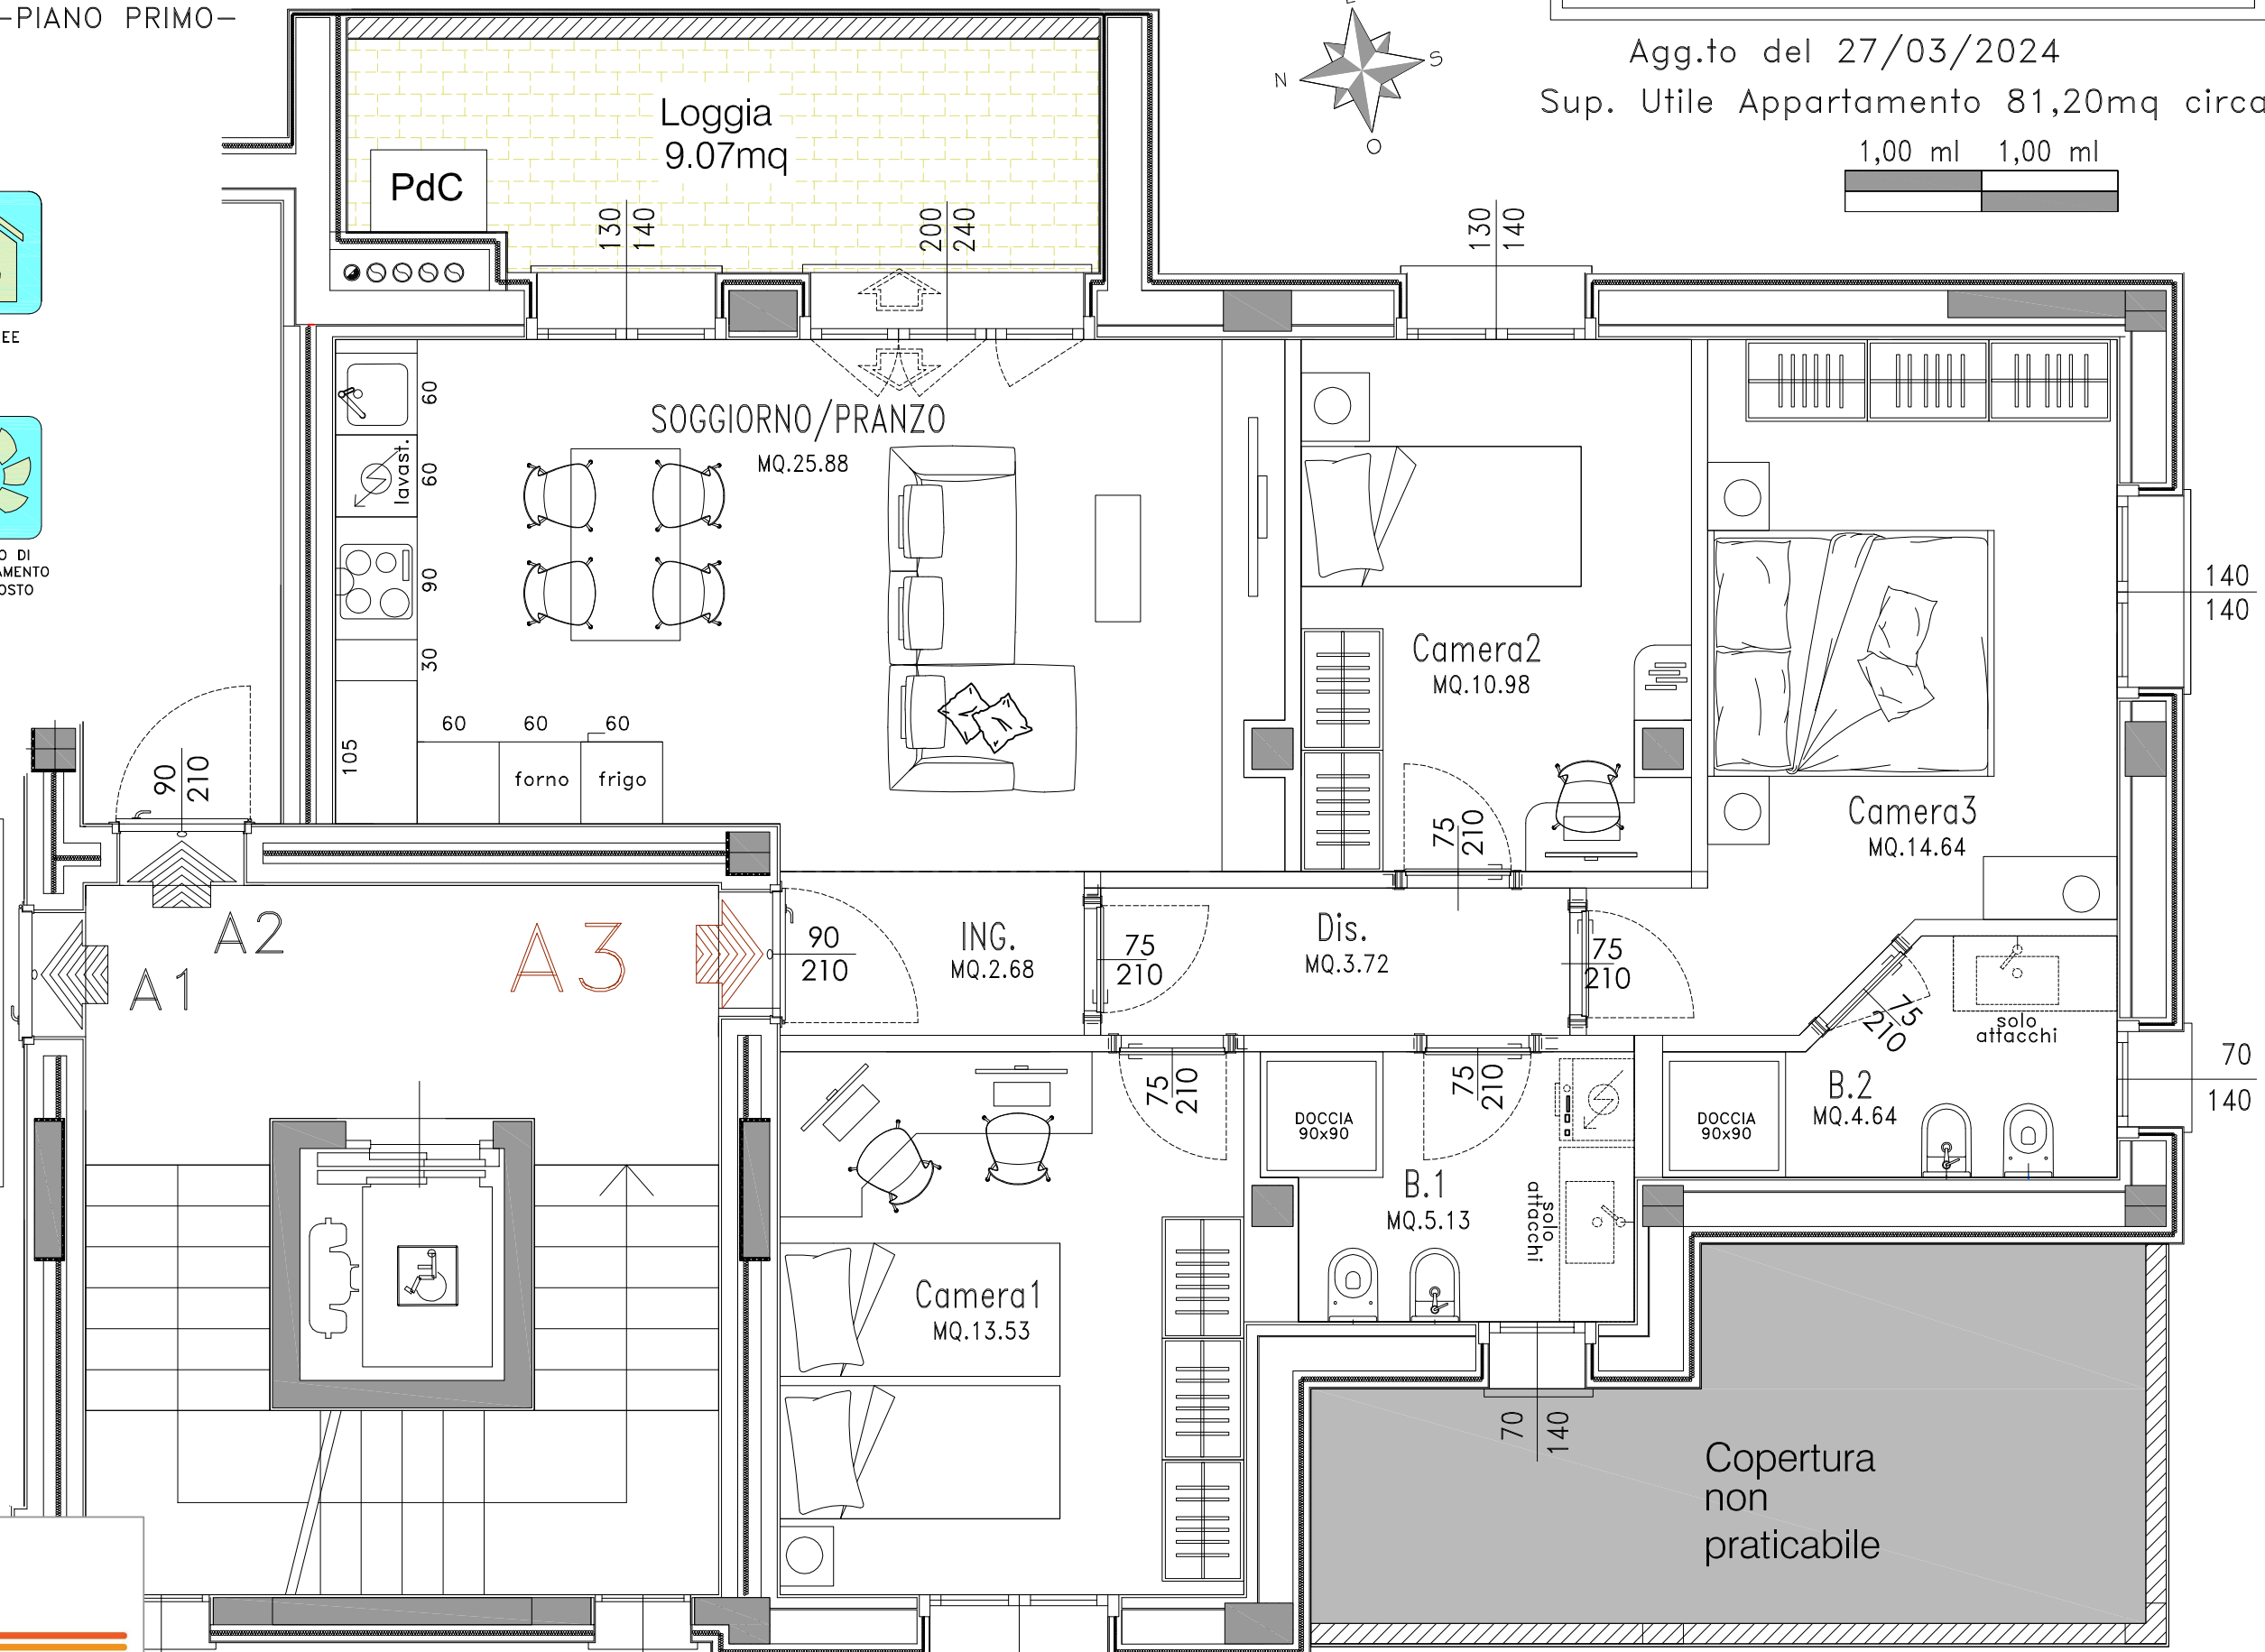 -PIANO PRIMO-
N
S
O
Agg.to del 27/03/2024
Sup. Utile Appartamento 81,20mq circa
1,00 ml 1,00 ml
Loggia
9.07mq
PdC
130
140
200
240
130
140
SOGGIORNO/PRANZO
MQ.25.88
60
lavast.
60
90
30
105
60 60 60
forno frigo
Camera2
MQ.10.98
75
210
Camera3
MQ.14.64
140
140
EE
O DI
AMENTO
OSTO
90
210
A2
A1
A3
90
210
ING.
MQ.2.68
75
210
Dis.
MQ.3.72
75
210
75
210
solo
attacchi
70
140
B.2
MQ.4.64
DOCCIA
90x90
75
210
75
210
DOCCIA
90x90
B.1
MQ.5.13
solo
attacchi
Camera1
MQ.13.53
70
140
Copertura
non
praticabile